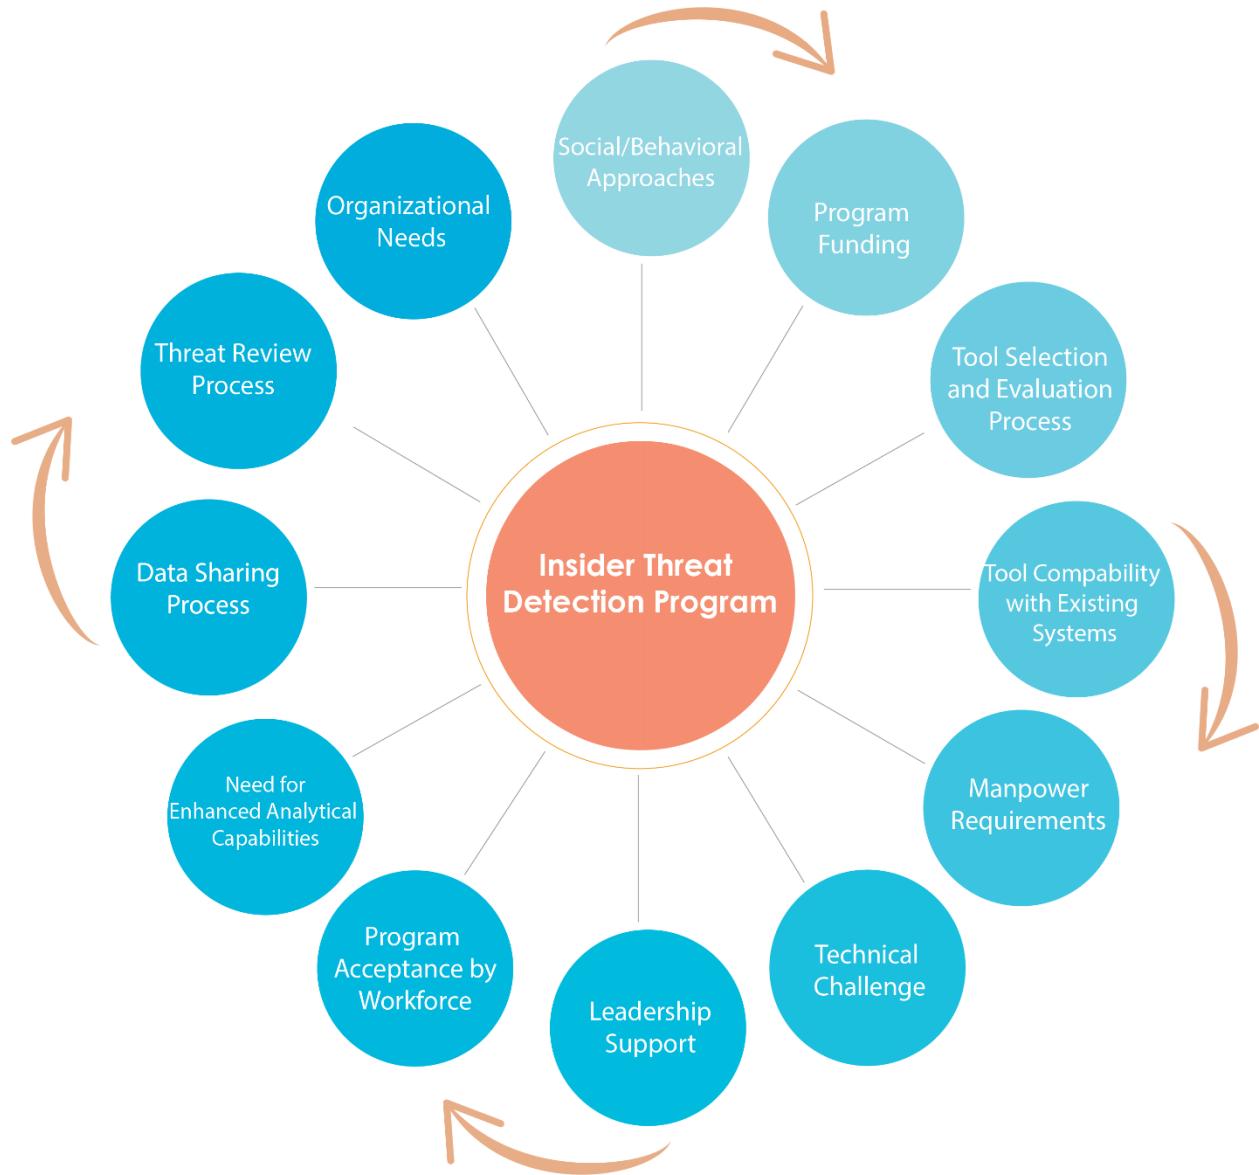 Social/Behavioral
Approaches
Program
Funding
Tool Selection
and Evaluation
Process
Tool Compability
with Existing
Systems
Manpower
Requirements
Technical
Challenge
Leadership
Support
Program
Acceptance by
Workforce
Need for
Enhanced Analytical
Capabilities
Data Sharing
Process
Threat Review
Process
Organizational
Needs
Insider Threat
Detection Program